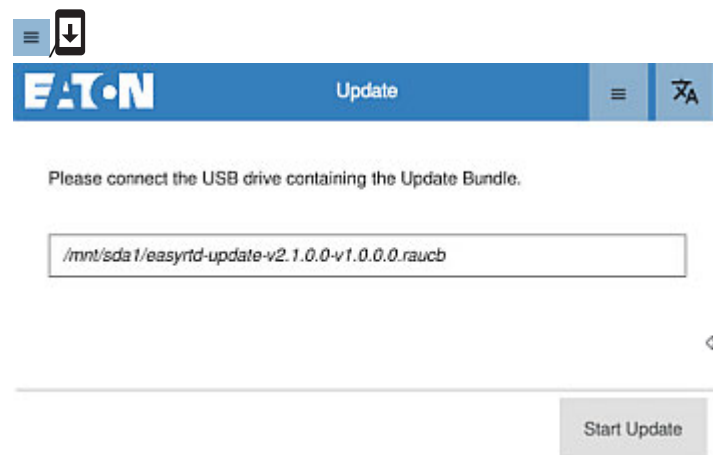 EATON
Update
Please connect the USB drive containing the Update Bundle.
/mnt/sda1/easyrtd-update-v2.1.0.0-v1.0.0.0.raucb
Start Update